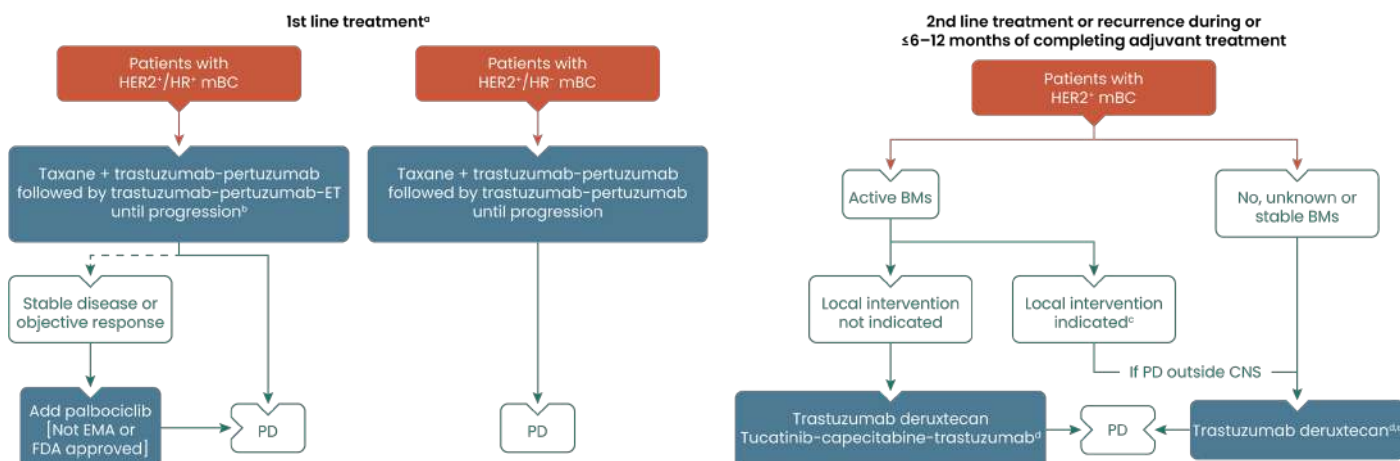 1st line treatmentᵃ
Patients with
HER2⁺/HR⁺ mBC
Taxane + trastuzumab-pertuzumab
followed by trastuzumab-pertuzumab-ET
until progressionᵇ
Stable disease or
objective response
Add palbociclib
[Not EMA or
FDA approved]
PD
Patients with
HER2⁺/HR⁻ mBC
Taxane + trastuzumab-pertuzumab
followed by trastuzumab-pertuzumab
until progression
PD
2nd line treatment or recurrence during or
≤6–12 months of completing adjuvant treatment
Patients with
HER2⁺ mBC
Active BMs
No, unknown or
stable BMs
Local intervention
not indicated
Local intervention
indicatedᶜ
If PD outside CNS
Trastuzumab deruxtecan
Tucatinib-capecitabine-trastuzumabᵈ
PD
Trastuzumab deruxtecanᵈ,ᵉ